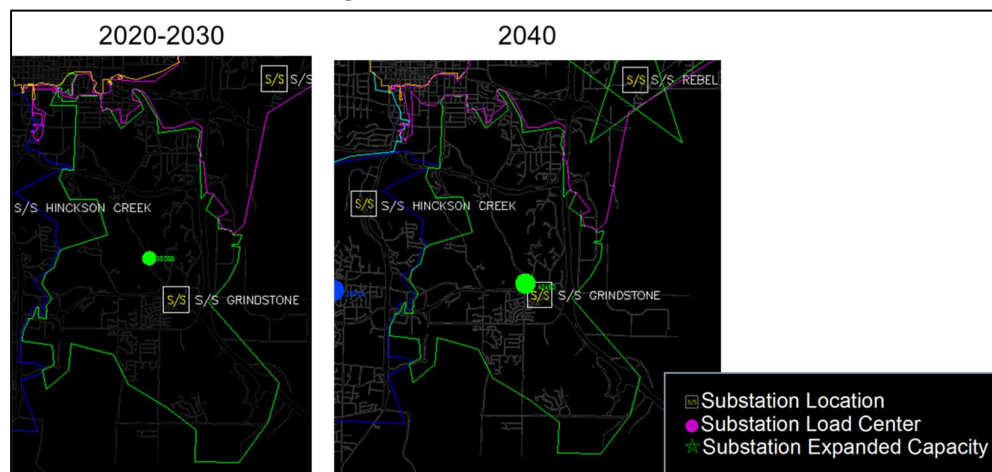 2020-2030
2040
S/S S/S
S/S S/S REBEL
S/S HINCKSON CREEK
S/S S/S HINCKSON CREEK
S/S S/S GRINDSTONE
S/S S/S GRINDSTONE
S/S Substation Location
Substation Load Center
Substation Expanded Capacity